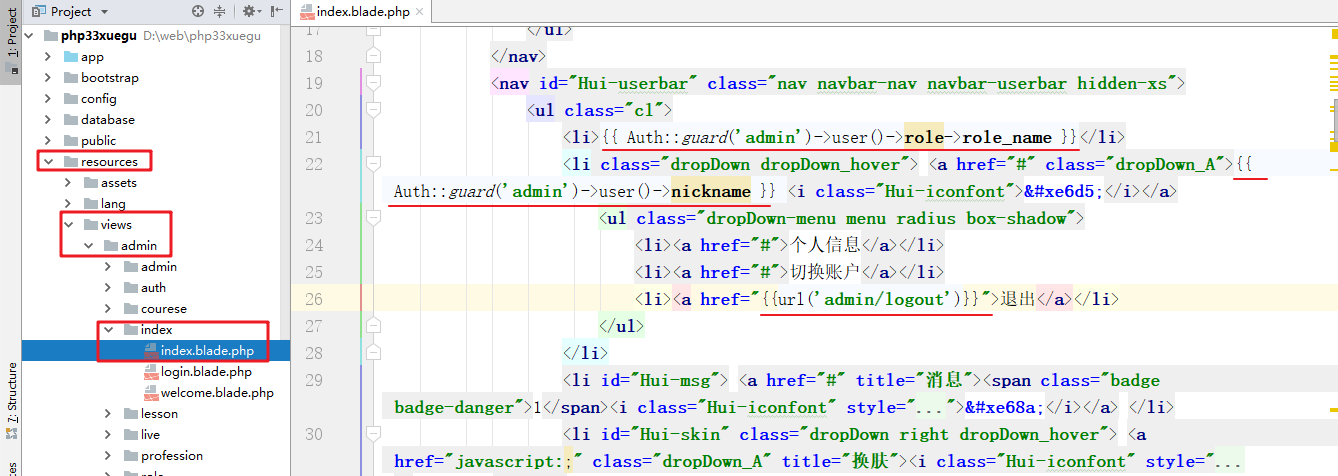 1: Project
7: Structure
Project
php33xuegu D:\web\php33xuegu
app
bootstrap
config
database
public
resources
assets
lang
views
admin
admin
auth
courese
index
index.blade.php
login.blade.php
welcome.blade.php
lesson
live
profession
index.blade.php
17 </ul>
18 </nav>
19 <nav id="Hui-userbar" class="nav navbar-nav navbar-userbar hidden-xs">
20 <ul class="cl">
21 <li>{{ Auth::guard('admin')->user()->role->role_name }}</li>
22 <li class="dropDown dropDown_hover"> <a href="#" class="dropDown_A">{{
Auth::guard('admin')->user()->nickname }} <i class="Hui-iconfont">&#xe6d5;</i></a>
23 <ul class="dropDown-menu menu radius box-shadow">
24 <li><a href="#">个人信息</a></li>
25 <li><a href="#">切换账户</a></li>
26 <li><a href="{{url('admin/logout')}}">退出</a></li>
27 </ul>
28 </li>
29 <li id="Hui-msg"> <a href="#" title="消息"><span class="badge
badge-danger">1</span><i class="Hui-iconfont" style="...">&#xe68a;</i></a> </li>
30 <li id="Hui-skin" class="dropDown right dropDown_hover"> <a
href="javascript:;" class="dropDown_A" title="换肤"><i class="Hui-iconfont" style="...